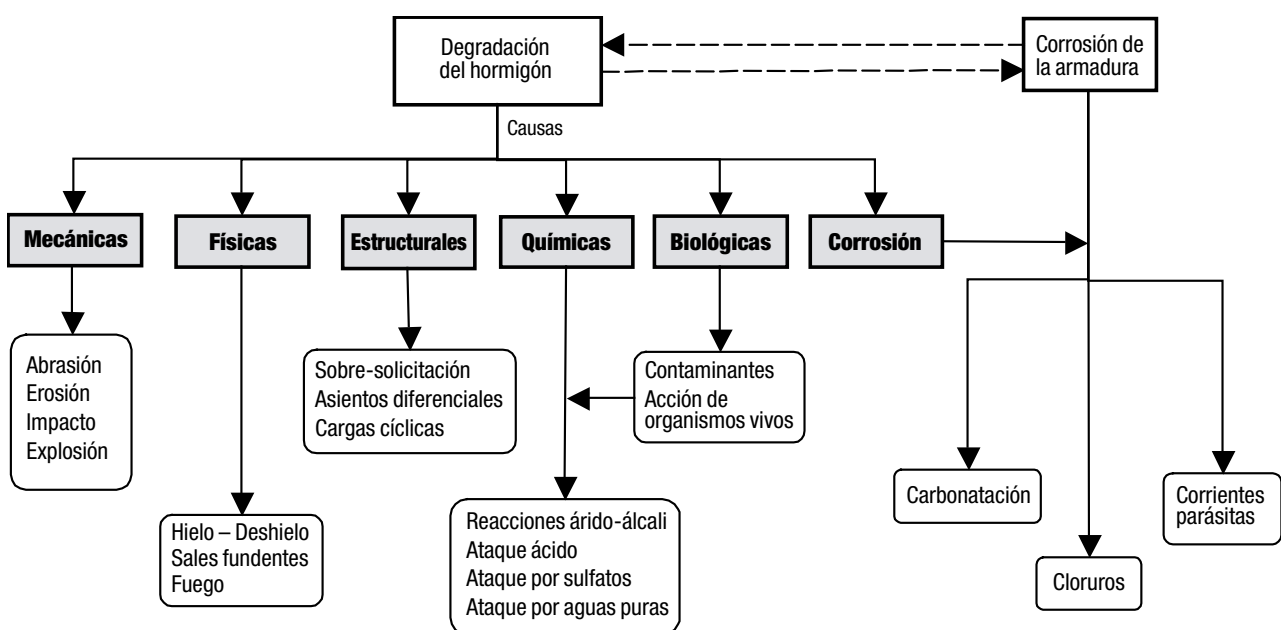 Degradación
del hormigón
Corrosión de
la armadura
Causas
Mecánicas
Físicas
Estructurales
Químicas
Biológicas
Corrosión
Abrasión
Erosión
Impacto
Explosión
Sobre-solicitación
Asientos diferenciales
Cargas cíclicas
Contaminantes
Acción de
organismos vivos
Hielo – Deshielo
Sales fundentes
Fuego
Reacciones árido-álcali
Ataque ácido
Ataque por sulfatos
Ataque por aguas puras
Carbonatación
Cloruros
Corrientes
parásitas